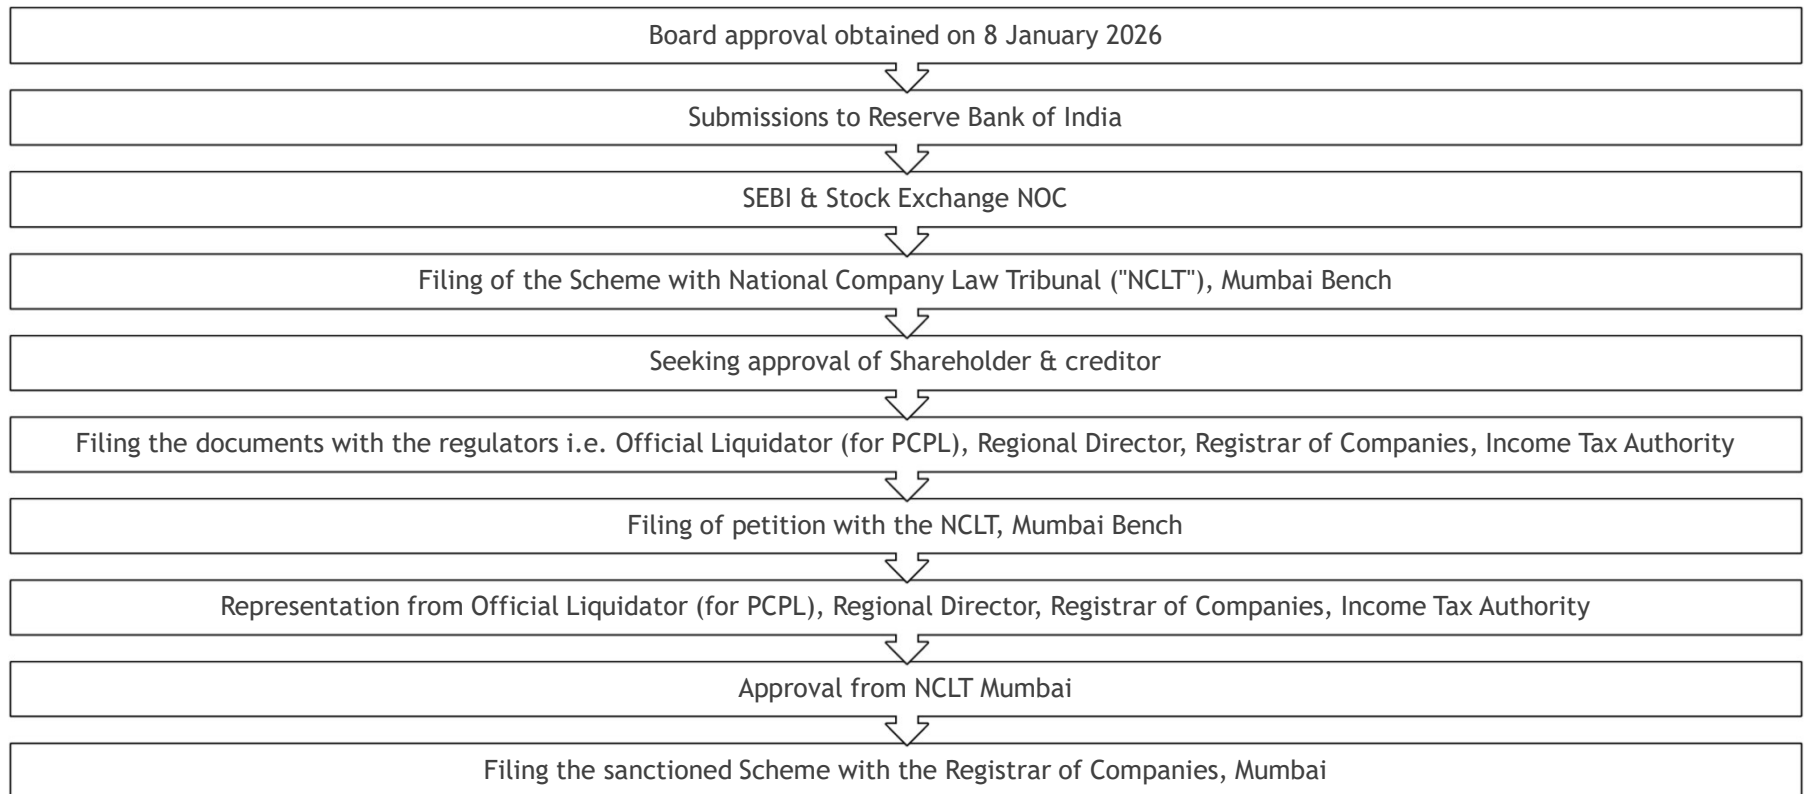 Board approval obtained on 8 January 2026
Submissions to Reserve Bank of India
SEBI & Stock Exchange NOC
Filing of the Scheme with National Company Law Tribunal ("NCLT"), Mumbai Bench
Seeking approval of Shareholder & creditor
Filing the documents with the regulators i.e. Official Liquidator (for PCPL), Regional Director, Registrar of Companies, Income Tax Authority
Filing of petition with the NCLT, Mumbai Bench
Representation from Official Liquidator (for PCPL), Regional Director, Registrar of Companies, Income Tax Authority
Approval from NCLT Mumbai
Filing the sanctioned Scheme with the Registrar of Companies, Mumbai